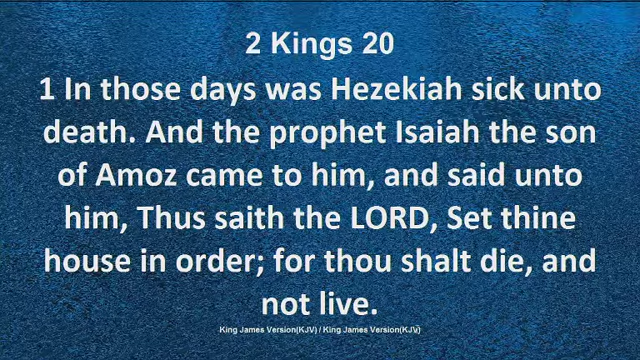 2 Kings 20
1 In those days was Hezekiah sick unto
death. And the prophet Isaiah the son
of Amoz came to him, and said unto
him, Thus saith the LORD, Set thine
house in order; for thou shalt die, and
not live.
King James Version(KJV) / King James Version(KJV)